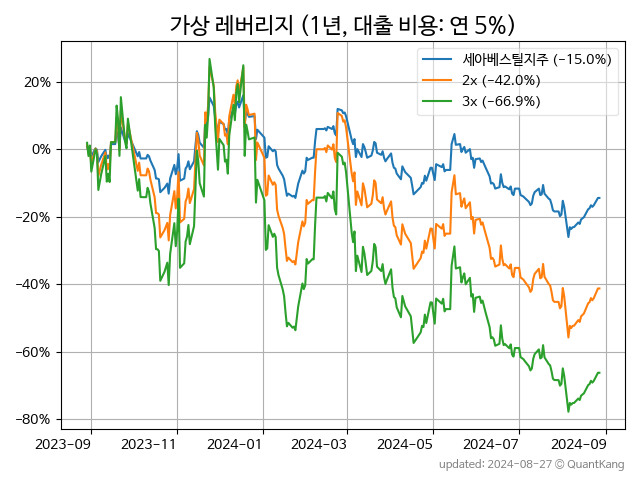 가상 레버리지 (1년, 대출 비용: 연 5%)
세아베스틸지주 (−15.0%)
2x (−42.0%)
3x (−66.9%)
20%
0%
−20%
−40%
−60%
−80%
2023-09 2023-11 2024-01 2024-03 2024-05 2024-07 2024-09
updated: 2024-08-27 © QuantKang